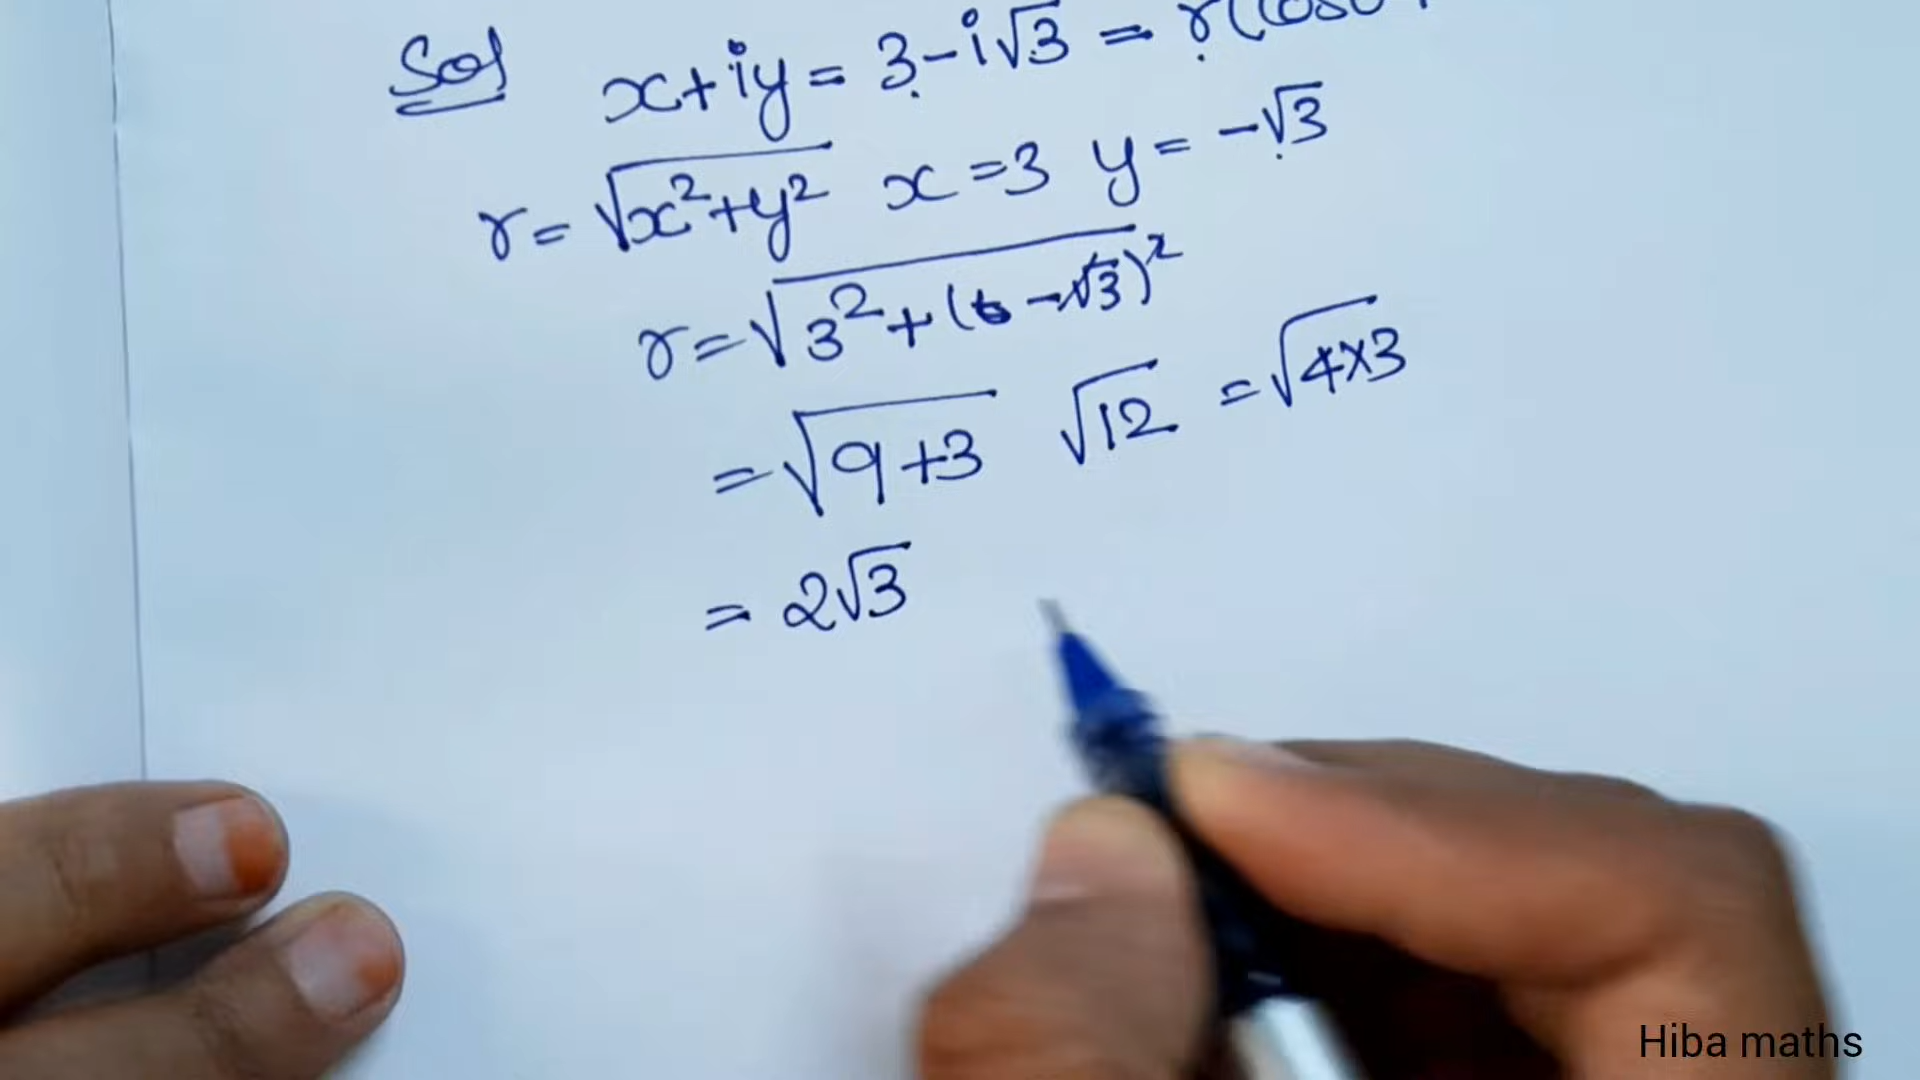 Sol x+iy = 3-i√3 = r(cosθ
r = √x²+y² x=3 y = -√3
r = √3²+(-√3)²
= √9+3 √12 = √4×3
= 2√3
Hiba maths